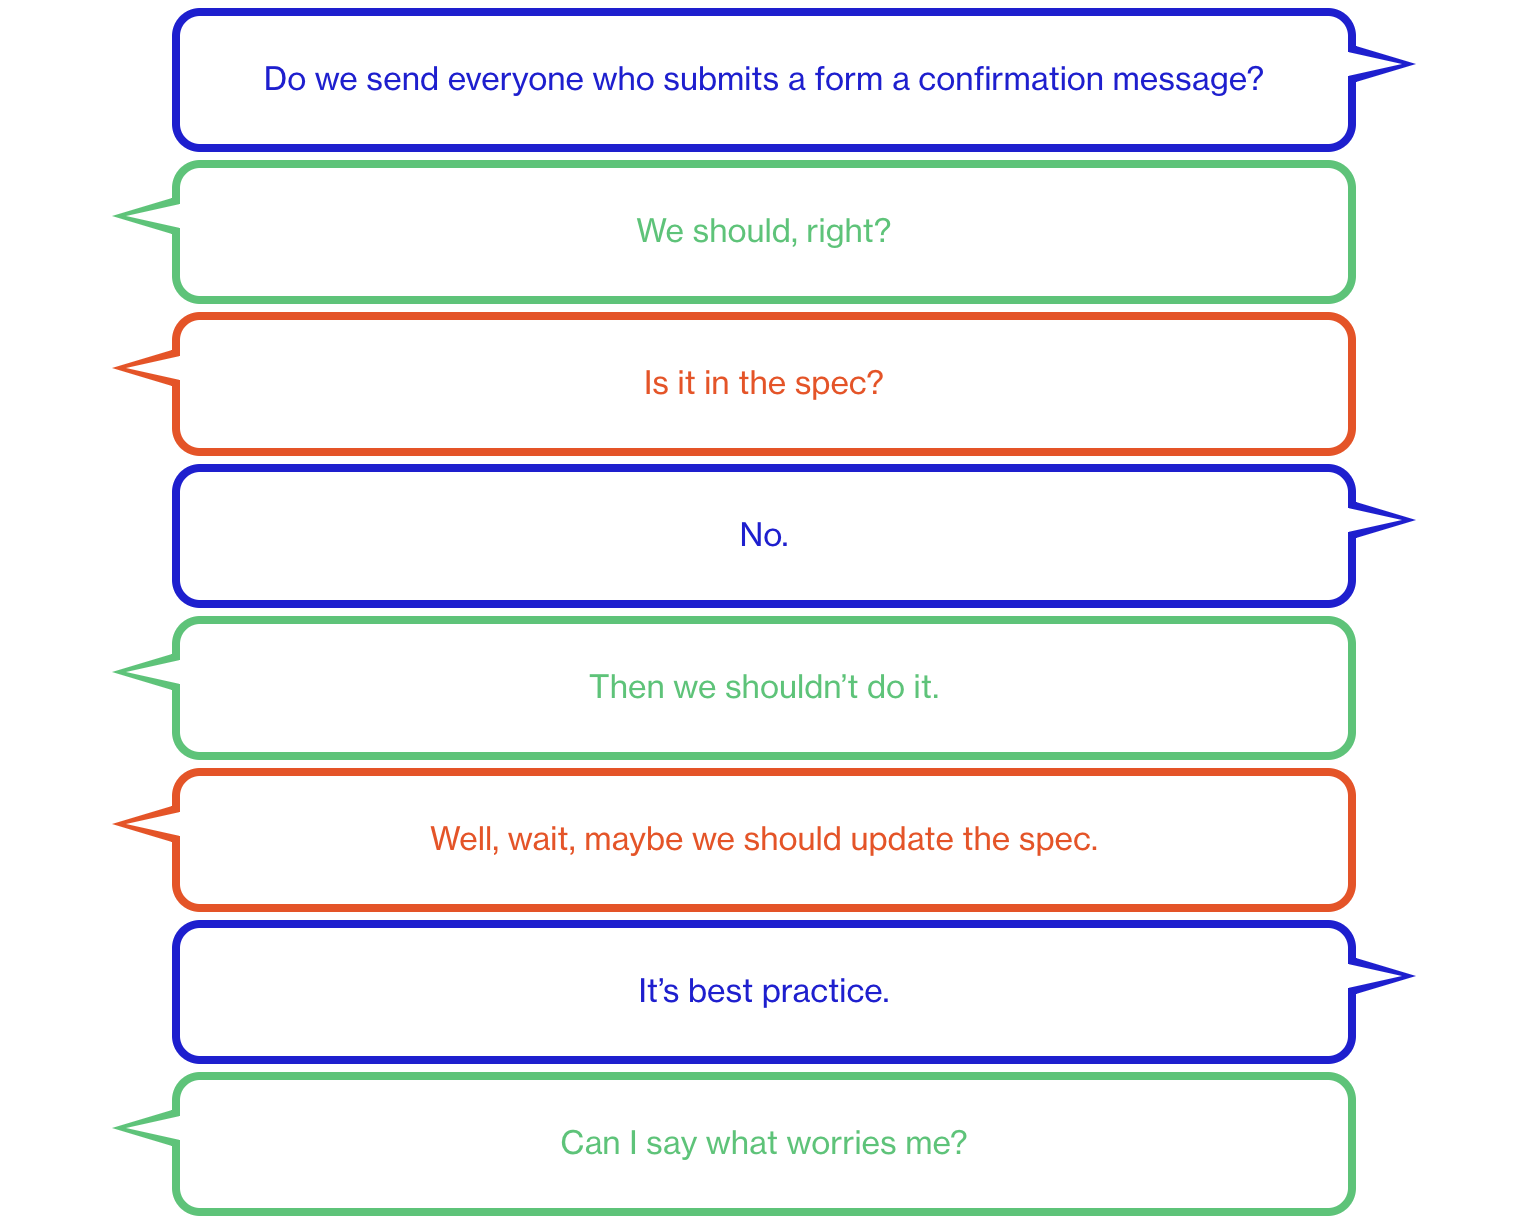 Do we send everyone who submits a form a confirmation message?
We should, right?
Is it in the spec?
No.
Then we shouldn’t do it.
Well, wait, maybe we should update the spec.
It’s best practice.
Can I say what worries me?